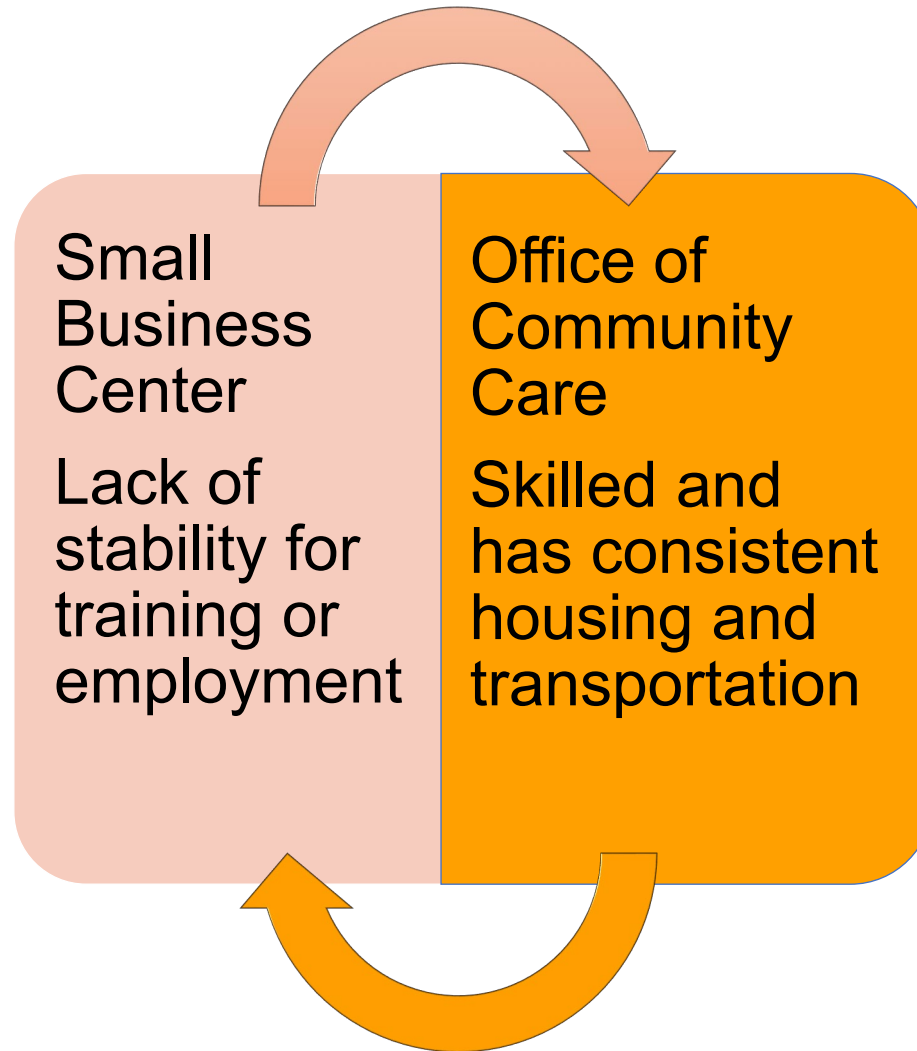 Small
Business
Center
Lack of
stability for
training or
employment
Office of
Community
Care
Skilled and
has consistent
housing and
transportation